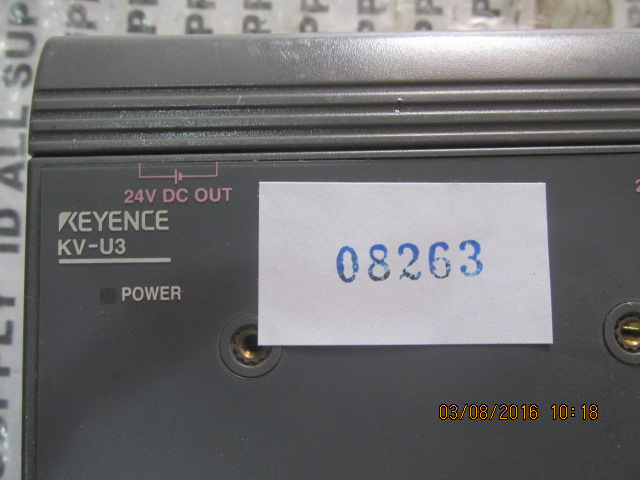 24V DC OUT
KEYENCE
KV-U3
POWER
08263
03/08/2016 10:18